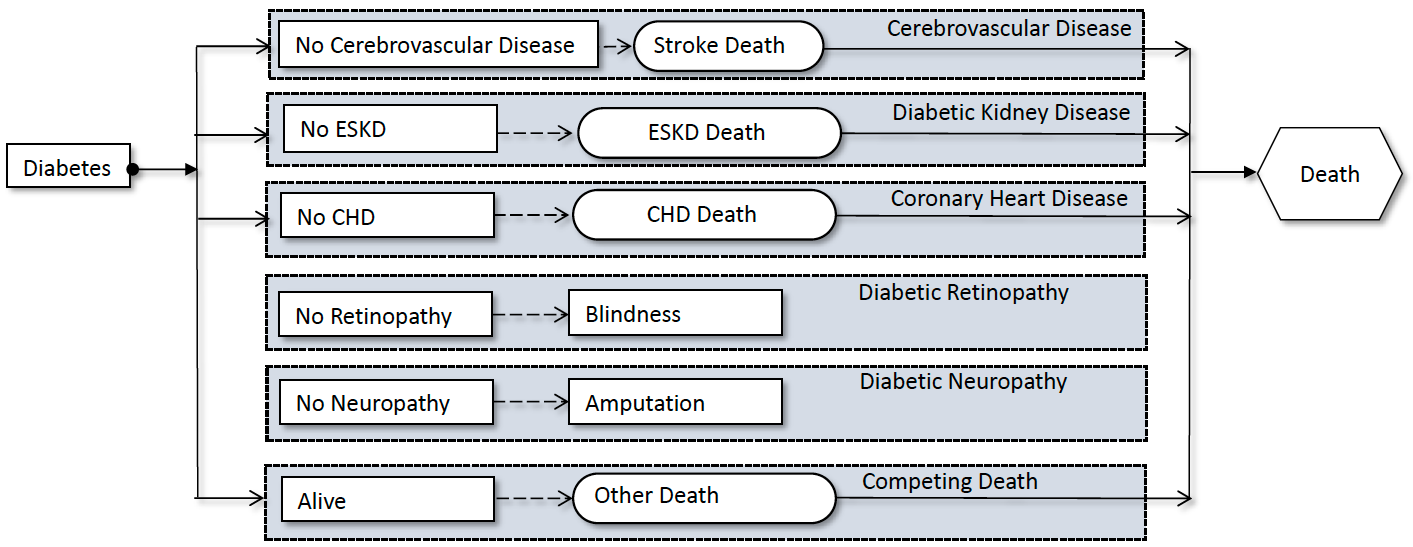 Cerebrovascular Disease
No Cerebrovascular Disease
Stroke Death
Diabetic Kidney Disease
No ESKD
ESKD Death
Diabetes
Death
Coronary Heart Disease
No CHD
CHD Death
Diabetic Retinopathy
No Retinopathy
Blindness
Diabetic Neuropathy
No Neuropathy
Amputation
Competing Death
Alive
Other Death